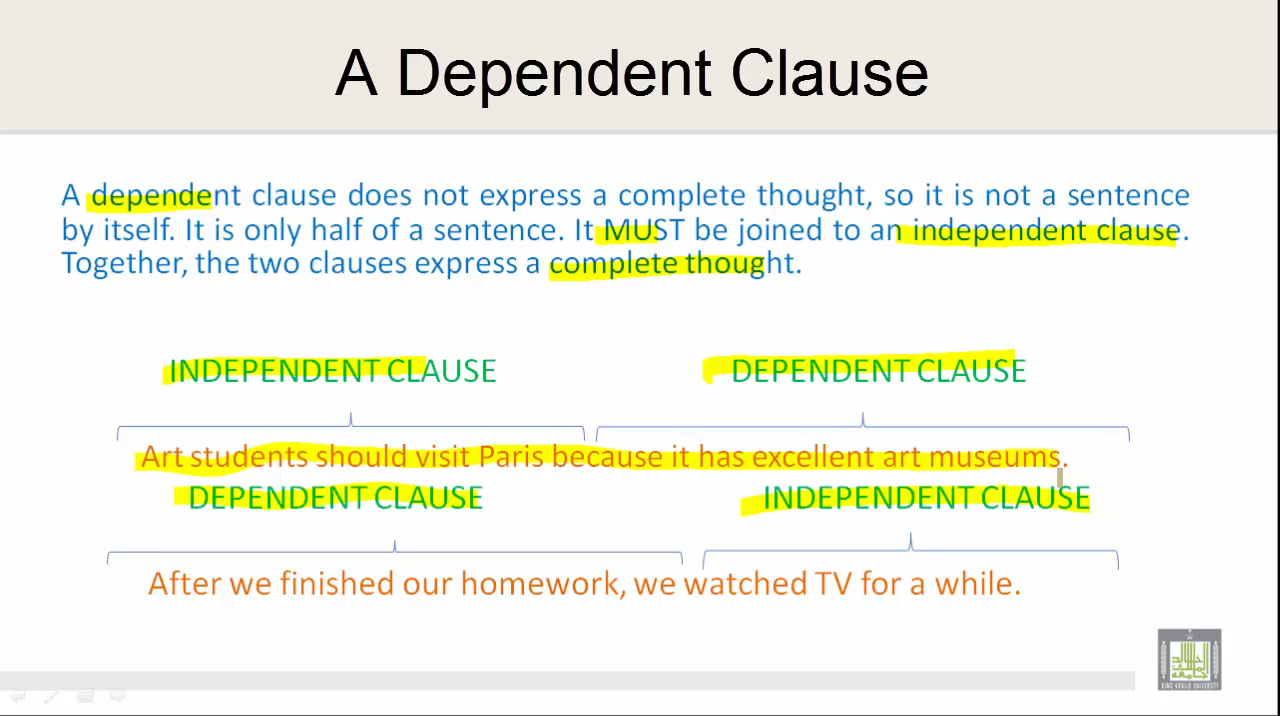 A Dependent Clause
A dependent clause does not express a complete thought, so it is not a sentence
by itself. It is only half of a sentence. It MUST be joined to an independent clause.
Together, the two clauses express a complete thought.
INDEPENDENT CLAUSE DEPENDENT CLAUSE
Art students should visit Paris because it has excellent art museums.
DEPENDENT CLAUSE INDEPENDENT CLAUSE
After we finished our homework, we watched TV for a while.
KING KHALID UNIVERSITY